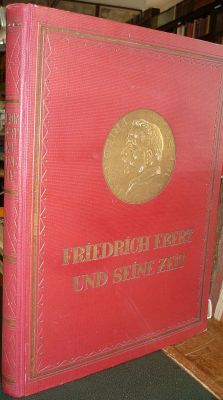 FRIEDRICH EBERT
UND SEINE ZEIT